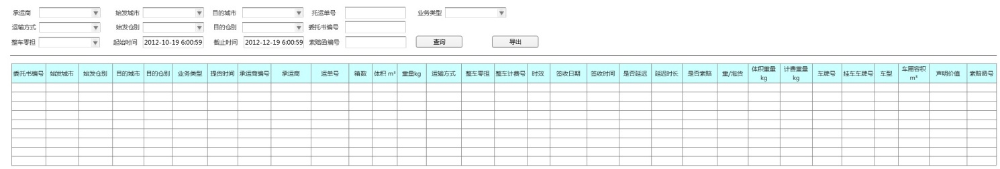 承运商 始发城市 目的城市 托运单号 业务类型
运输方式 始发仓别 目的仓别 委托书编号
整车零担 起始时间 2012-10-19 6:00:59 截止时间 2012-12-19 6:00:59 索赔函编号 查询 导出
委托书编号 始发城市 始发仓别 目的城市 目的仓别 业务类型 提货时间 承运商编号 承运商 运单号 箱数 体积 m³ 重量kg 运输方式 整车零担 整车计费号 时效 签收日期 签收时间 是否延迟 延迟时长 是否索赔 重/泡货 体积重量 kg 计费重量 kg 车牌号 挂车车牌号 车型 车厢容积 m³ 声明价值 索赔函号